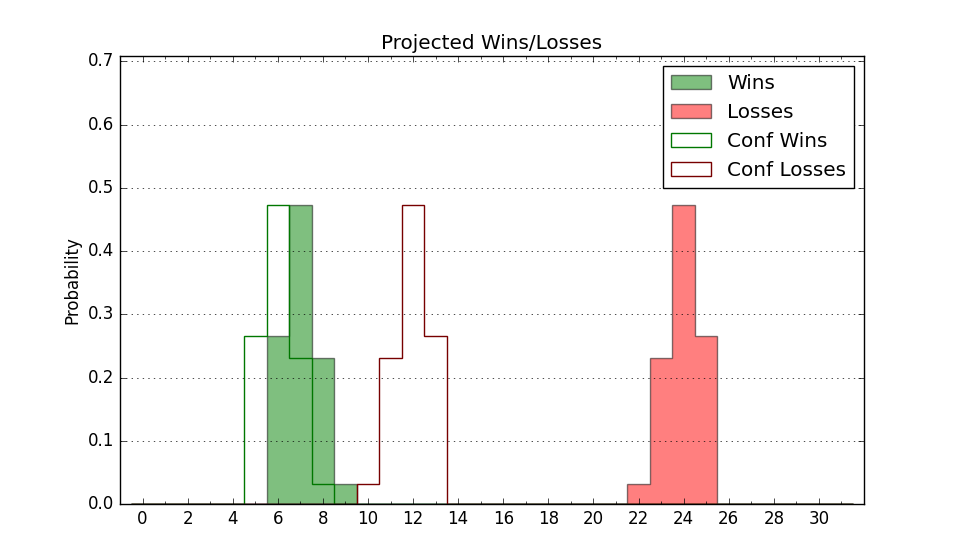 Projected Wins/Losses
0.7
0.6
0.5
0.4
0.3
0.2
0.1
0.0
Probability
Wins
Losses
Conf Wins
Conf Losses
0 2 4 6 8 10 12 14 16 18 20 22 24 26 28 30